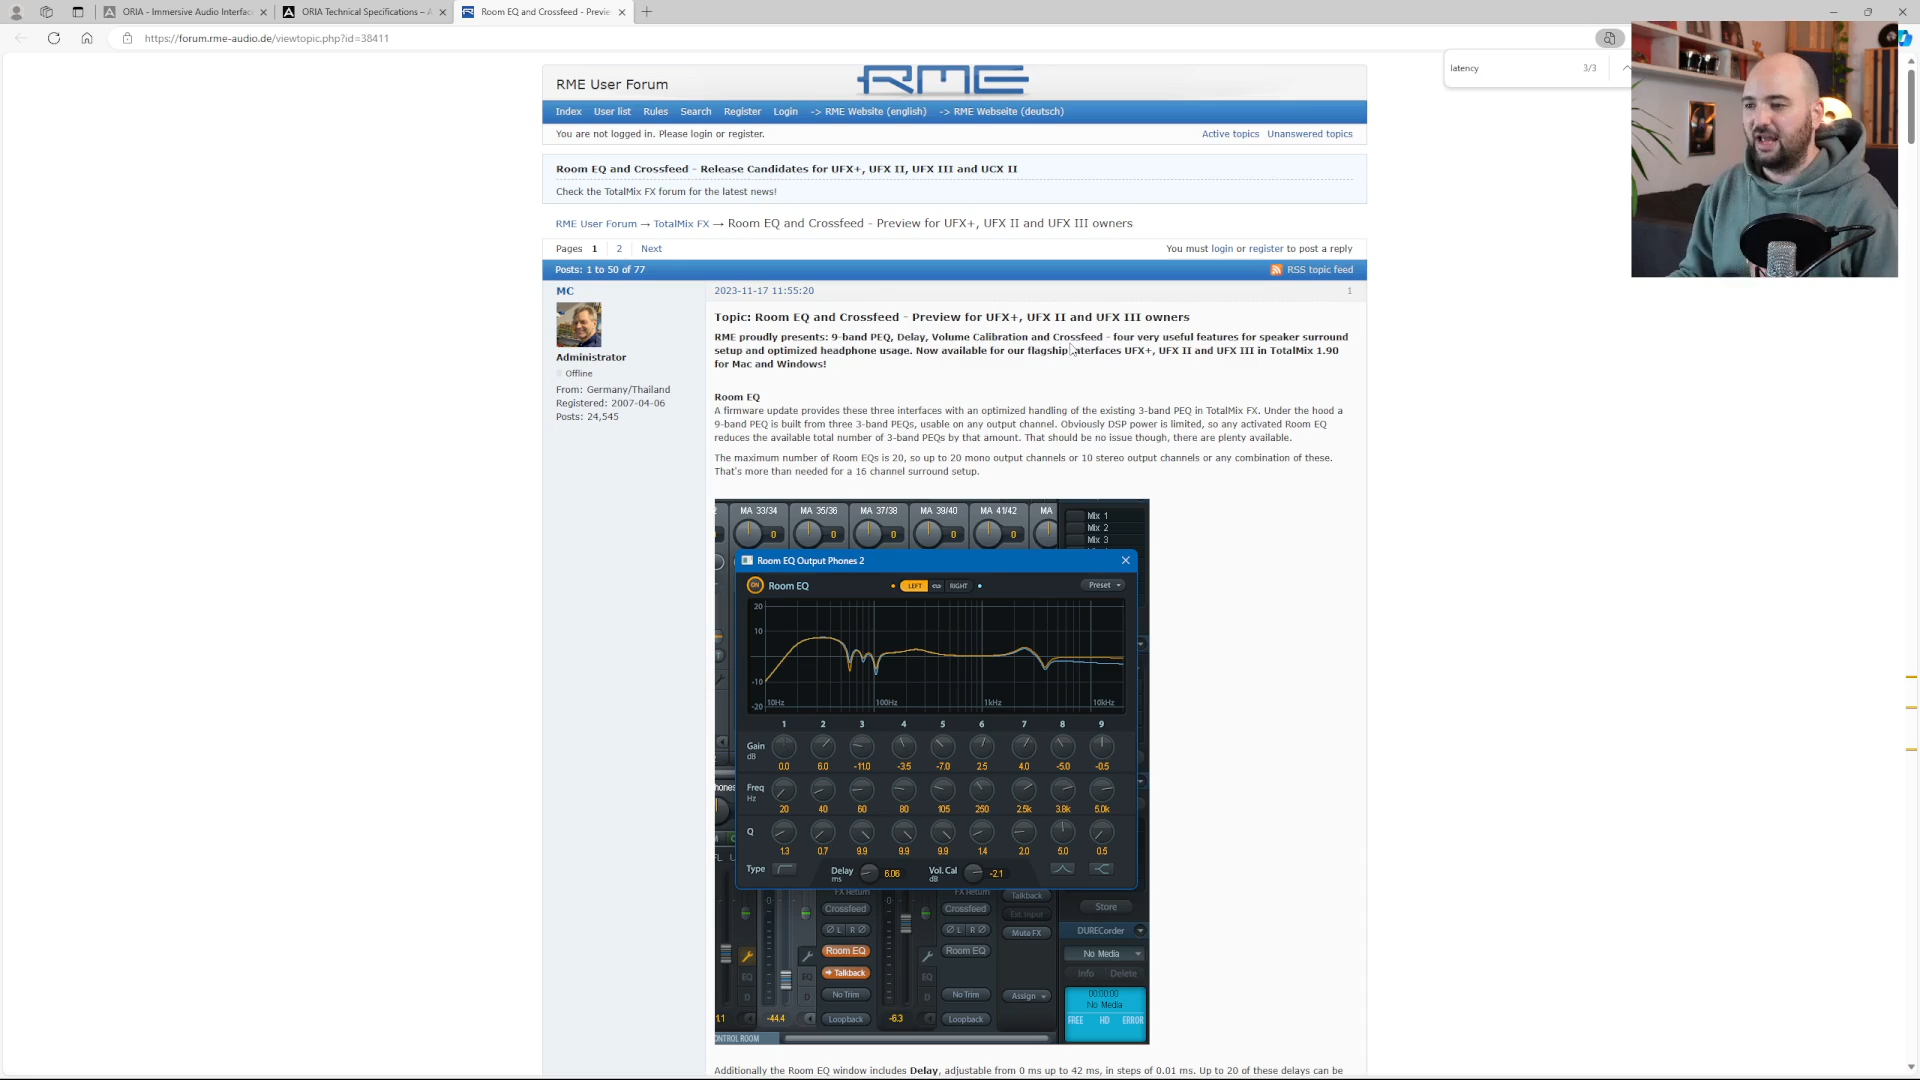 ORIA - Immersive Audio Interfac
ORIA Technical Specifications – A
Room EQ and Crossfeed - Previe
https://forum.rme-audio.de/viewtopic.php?id=38411
latency 3/3
RME User Forum
RME
Index User list Rules Search Register Login -> RME Website (english) -> RME Webseite (deutsch)
You are not logged in. Please login or register. Active topics Unanswered topics
Room EQ and Crossfeed - Release Candidates for UFX+, UFX II, UFX III and UCX II
Check the TotalMix FX forum for the latest news!
RME User Forum → TotalMix FX → Room EQ and Crossfeed - Preview for UFX+, UFX II and UFX III owners
Pages 1 2 Next You must login or register to post a reply
Posts: 1 to 50 of 77 RSS topic feed
MC 2023-11-17 11:55:20 1
Administrator
Offline
From: Germany/Thailand
Registered: 2007-04-06
Posts: 24,545
Topic: Room EQ and Crossfeed - Preview for UFX+, UFX II and UFX III owners
RME proudly presents: 9-band PEQ, Delay, Volume Calibration and Crossfeed - four very useful features for speaker surround
setup and optimized headphone usage. Now available for our flagship interfaces UFX+, UFX II and UFX III in TotalMix 1.90
for Mac and Windows!
Room EQ
A firmware update provides these three interfaces with an optimized handling of the existing 3-band PEQ in TotalMix FX. Under the hood a
9-band PEQ is built from three 3-band PEQs, usable on any output channel. Obviously DSP power is limited, so any activated Room EQ
reduces the available total number of 3-band PEQs by that amount. That should be no issue though, there are plenty available.
The maximum number of Room EQs is 20, so up to 20 mono output channels or 10 stereo output channels or any combination of these.
That's more than needed for a 16 channel surround setup.
MA 33/34 MA 35/36 MA 37/38 MA 39/40 MA 41/42 MA
0 0 0 0 0
Mix 1
Mix 2
Mix 3
Room EQ Output Phones 2
ON Room EQ LEFT RIGHT Preset
20
10
-10
-20 10Hz 100Hz 1kHz 10kHz
1 2 3 4 5 6 7 8 9
Gain dB
0.0 6.0 -11.0 -3.5 -7.0 2.5 4.0 -5.0 -0.5
Freq Hz
20 40 60 80 105 250 2.5k 3.8k 5.0k
Q
1.3 0.7 9.9 9.9 9.9 1.4 2.0 5.0 0.5
Type Delay ms 6.06 Vol. Cal dB -2.1
FX Return FX Return Talkback
Crossfeed Crossfeed Ext. Input Store
Ø L R Ø Ø L R Ø Mute FX DURECorder
EQ Room EQ EQ Room EQ EQ No Media
Talkback Info Delete
D No Trim D No Trim Assign 00:00:00
No Media
-44.4 Loopback -6.3 Loopback FREE HD ERROR
Additionally the Room EQ window includes Delay, adjustable from 0 ms up to 42 ms, in steps of 0.01 ms. Up to 20 of these delays can be